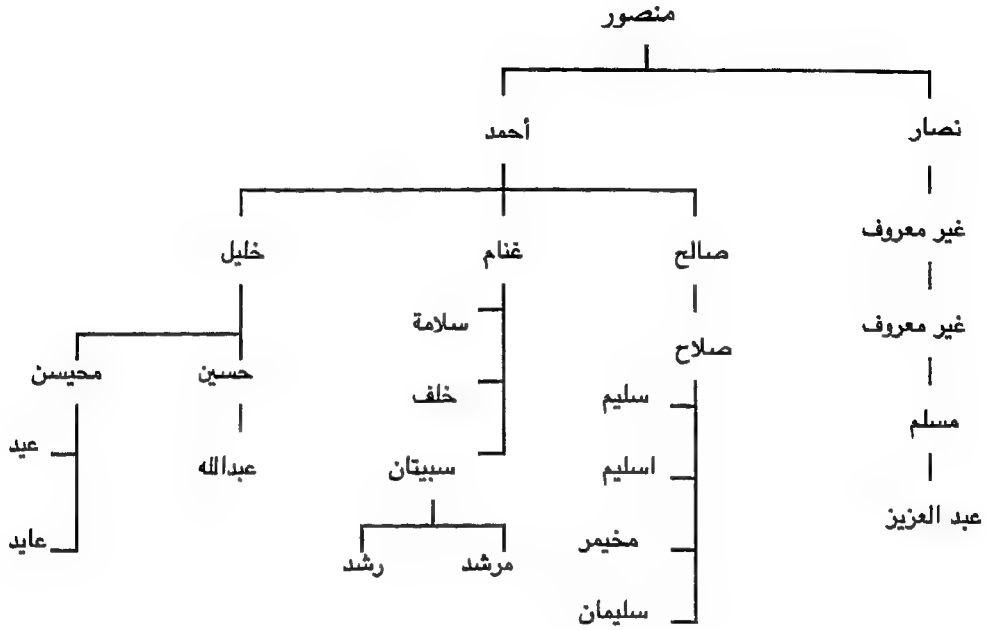 منصور
نصار
أحمد
غير معروف
صالح
غنام
خليل
غير معروف
صلاح
سلامة
حسين
محيسن
مسلم
سليم
خلف
عيد
عبد العزيز
اسليم
سبيتان
عبدالله
مخيمر
مرشد
رشد
عايد
سليمان